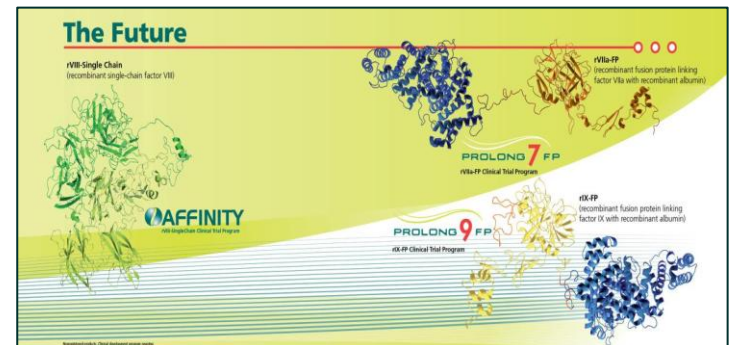 The Future
rVIII-Single Chain
(recombinant single-chain factor VIII)
AFFINITY
rVIII-SingleChain Clinical Trial Program
rVIIa-FP
(recombinant fusion protein linking
factor VIIa with recombinant albumin)
PROLONG 7 FP
rVIIa-FP Clinical Trial Program
rIX-FP
(recombinant fusion protein linking
factor IX with recombinant albumin)
PROLONG 9 FP
rIX-FP Clinical Trial Program